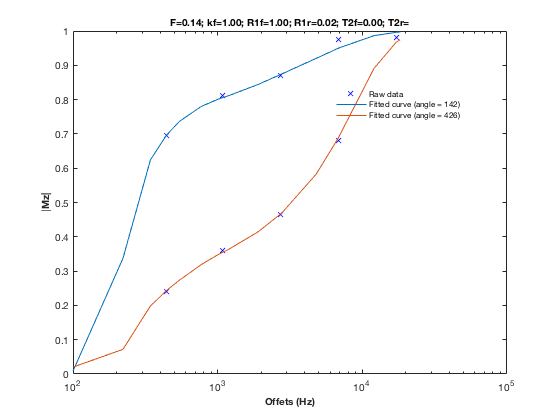 F=0.14; kf=1.00; R1f=1.00; R1r=0.02; T2f=0.00; T2r=
1
0.9
0.8
0.7
0.6
0.5
0.4
0.3
0.2
0.1
0
|Mz|
Raw data
Fitted curve (angle = 142)
Fitted curve (angle = 426)
10^2
10^3
10^4
10^5
Offets (Hz)